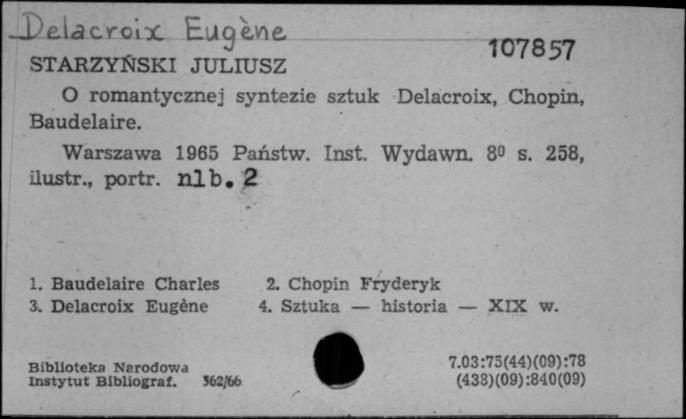 Delacroix Eugène
107857
STARZYŃSKI JULIUSZ
O romantycznej syntezie sztuk Delacroix, Chopin,
Baudelaire.
Warszawa 1965 Państw. Inst. Wydawn. 8⁰ s. 258,
ilustr., portr. nlb. 2
1. Baudelaire Charles 2. Chopin Fryderyk
3. Delacroix Eugène 4. Sztuka — historia — XIX w.
Biblioteka Narodowa 7.03:75(44)(09):78
Instytut Bibliograf. 562/66 (438)(09):840(09)